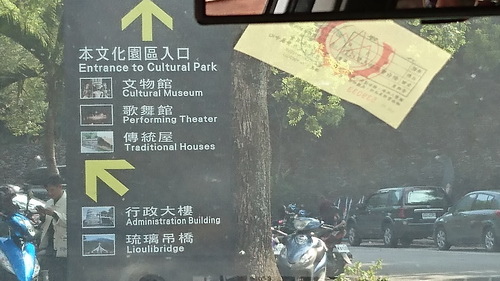 本文化園區入口
Entrance to Cultural Park
文物館
Cultural Museum
歌舞館
Performing Theater
傳統屋
Traditional Houses
行政大樓
Administration Building
琉璃吊橋
Lioulibridge